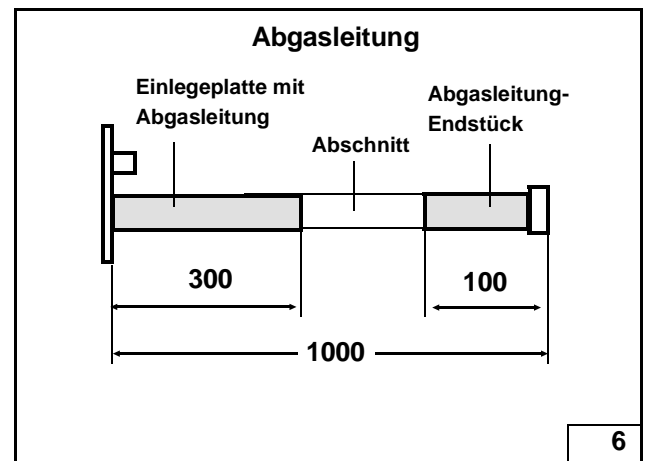 Abgasleitung
Einlegeplatte mit
Abgasleitung
Abgasleitung-
Endstück
Abschnitt
300
100
1000
6